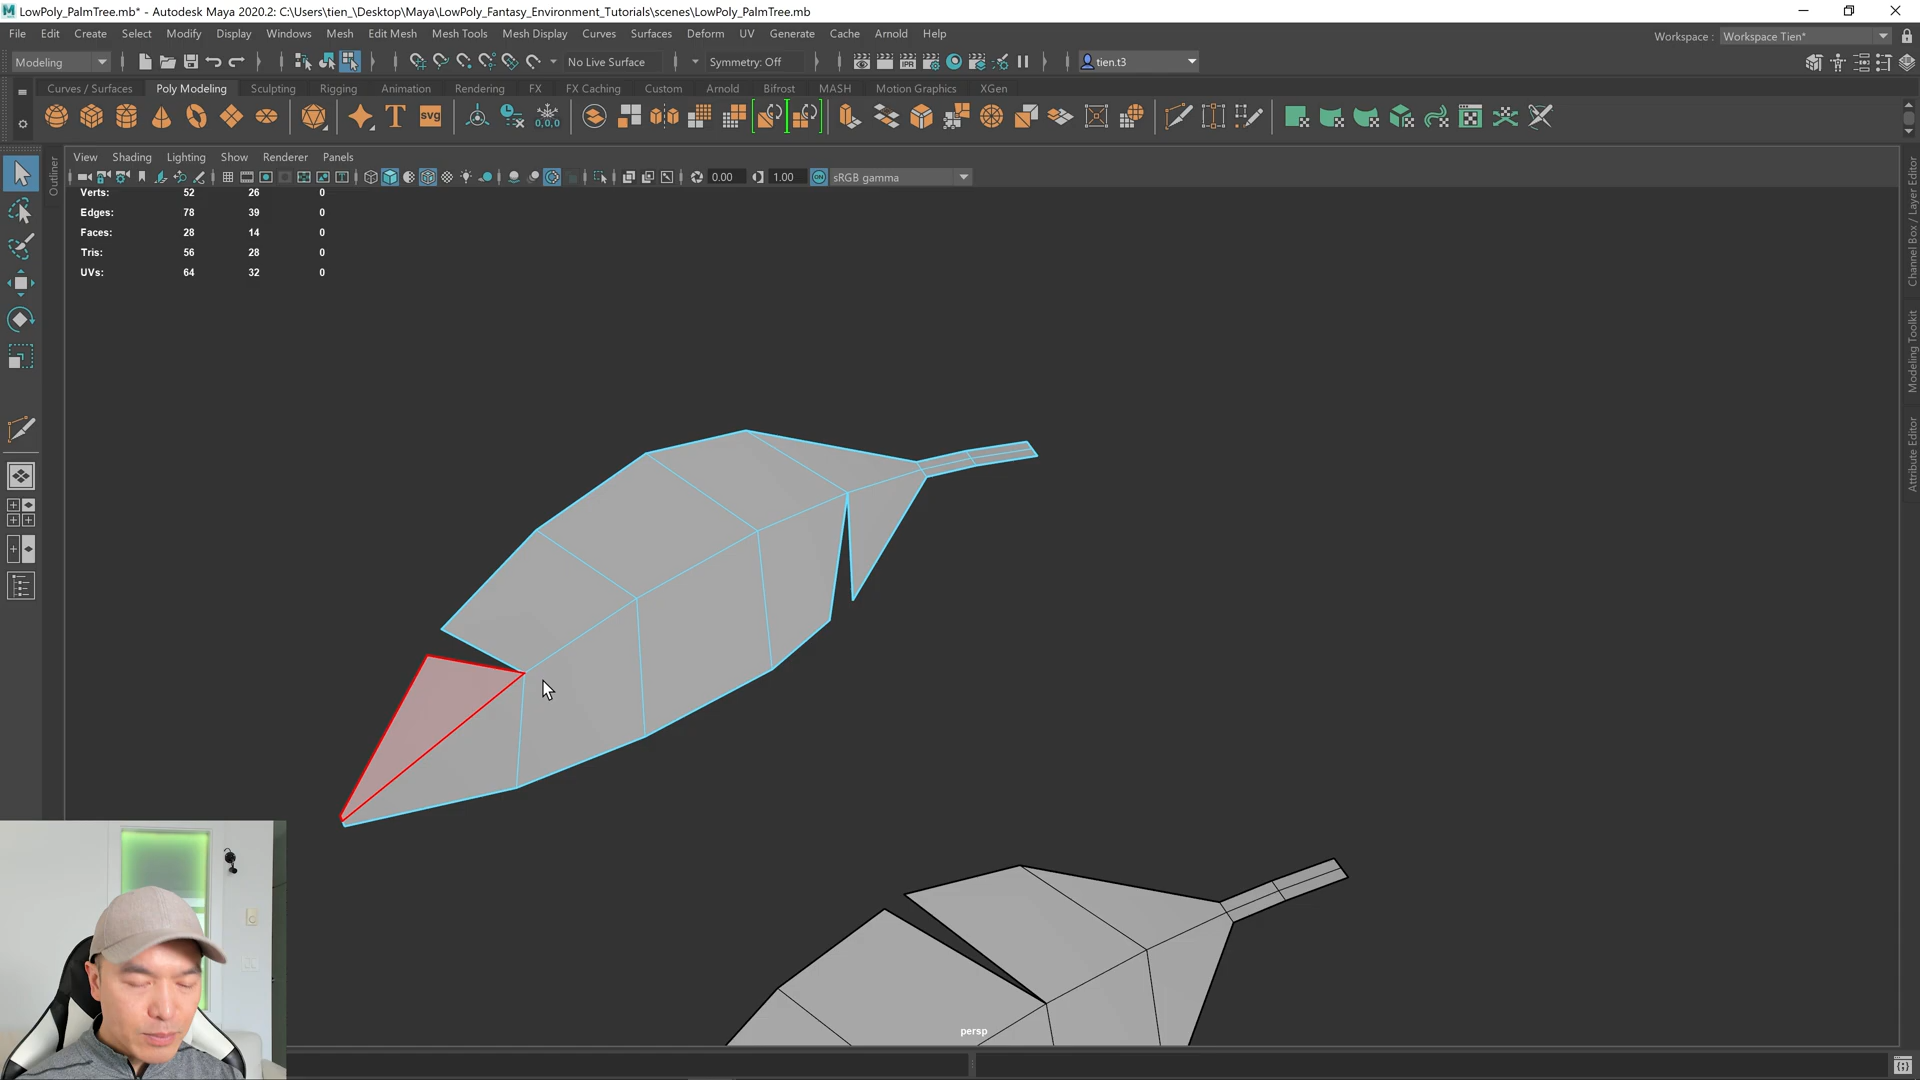 LowPoly_PalmTree.mb* - Autodesk Maya 2020.2: C:\Users\tien_\Desktop\Maya\LowPoly_Fantasy_Environment_Tutorials\scenes\LowPoly_PalmTree.mb
File Edit Create Select Modify Display Windows Mesh Edit Mesh Mesh Tools Mesh Display Curves Surfaces Deform UV Generate Cache Arnold Help
Workspace : Workspace Tien*
Modeling No Live Surface Symmetry: Off tien.t3
Curves / Surfaces Poly Modeling Sculpting Rigging Animation Rendering FX FX Caching Custom Arnold Bifrost MASH Motion Graphics XGen
T svg 0,0,0
View Shading Lighting Show Renderer Panels
0.00 1.00 ON sRGB gamma
Verts: 52 26 0
Edges: 78 39 0
Faces: 28 14 0
Tris: 56 28 0
UVs: 64 32 0
Outliner
Channel Box / Layer Editor
Modeling Toolkit
Attribute Editor
persp